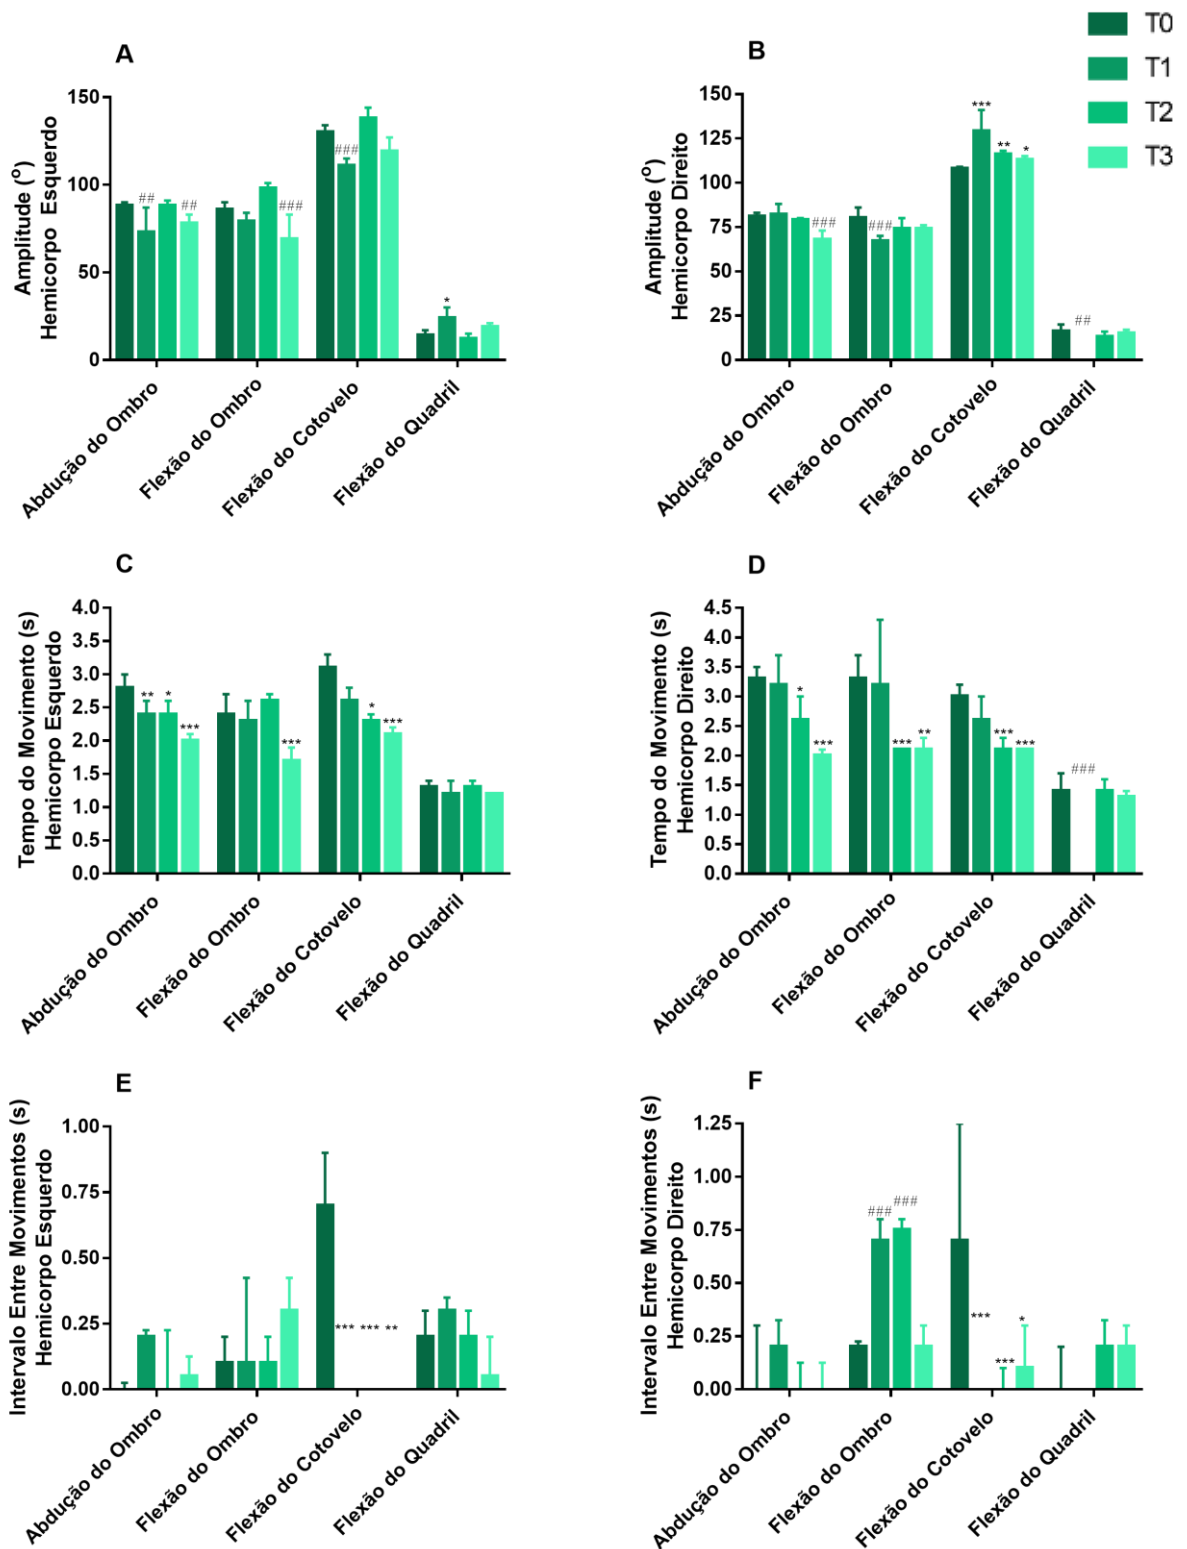 T0
T1
T2
T3
A
Amplitude (º)
Hemicorpo Esquerdo
150
100
50
0
##
##
###
###
*
Abdução do Ombro
Flexão do Ombro
Flexão do Cotovelo
Flexão do Quadril
B
Amplitude (º)
Hemicorpo Direito
150
125
100
75
50
25
0
###
###
***
**
*
##
Abdução do Ombro
Flexão do Ombro
Flexão do Cotovelo
Flexão do Quadril
C
Tempo do Movimento (s)
Hemicorpo Esquerdo
4.0
3.5
3.0
2.5
2.0
1.5
1.0
0.5
0.0
**
*
***
***
*
***
Abdução do Ombro
Flexão do Ombro
Flexão do Cotovelo
Flexão do Quadril
D
Tempo do Movimento (s)
Hemicorpo Direito
4.5
4.0
3.5
3.0
2.5
2.0
1.5
1.0
0.5
0.0
*
***
***
**
***
***
###
Abdução do Ombro
Flexão do Ombro
Flexão do Cotovelo
Flexão do Quadril
E
Intervalo Entre Movimentos (s)
Hemicorpo Esquerdo
1.00
0.75
0.50
0.25
0.00
*** *** **
Abdução do Ombro
Flexão do Ombro
Flexão do Cotovelo
Flexão do Quadril
F
Intervalo Entre Movimentos (s)
Hemicorpo Direito
1.25
1.00
0.75
0.50
0.25
0.00
###
###
***
***
*
Abdução do Ombro
Flexão do Ombro
Flexão do Cotovelo
Flexão do Quadril